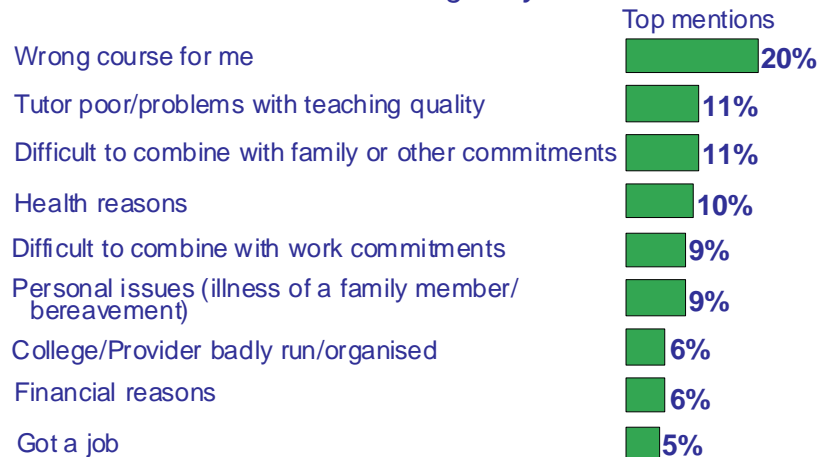 Top mentions
Wrong course for me 20%
Tutor poor/problems with teaching quality 11%
Difficult to combine with family or other commitments 11%
Health reasons 10%
Difficult to combine with work commitments 9%
Personal issues (illness of a family member/
bereavement) 9%
College/Provider badly run/organised 6%
Financial reasons 6%
Got a job 5%